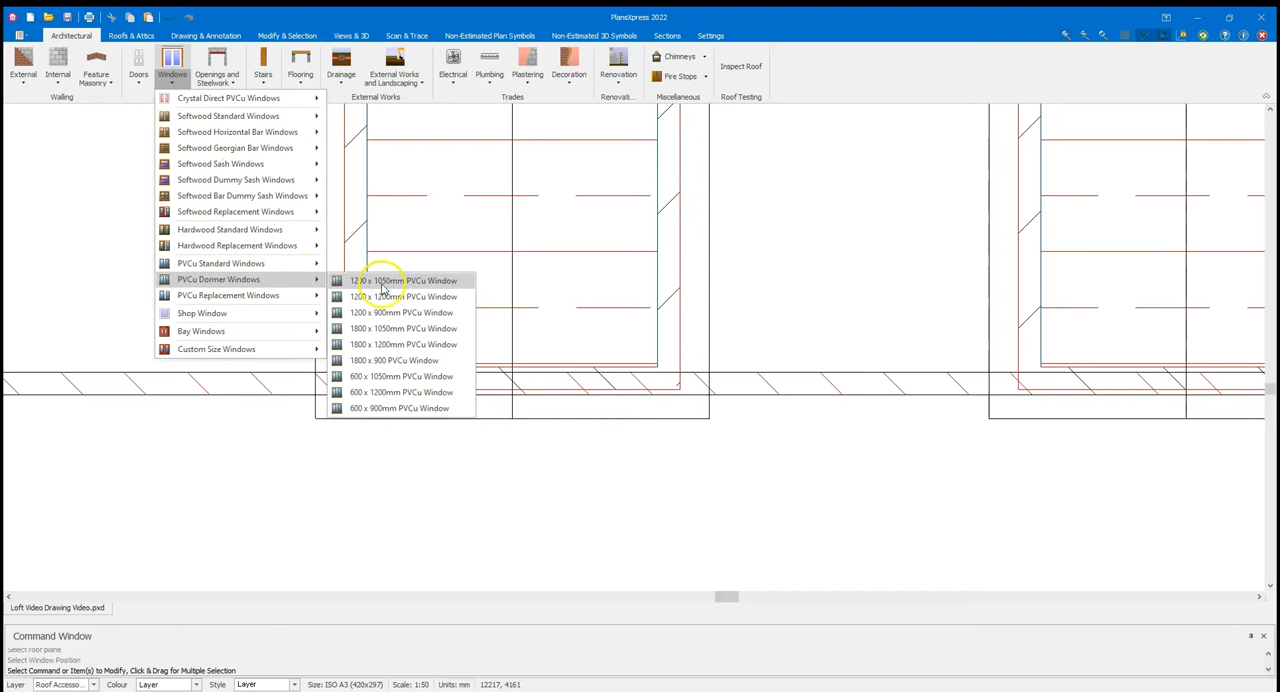 PlansXpress 2022
Architectural
Roofs & Attics
Drawing & Annotation
Modify & Selection
Views & 3D
Scan & Trace
Non-Estimated Plan Symbols
Non-Estimated 3D Symbols
Sections
Settings
External
Internal
Feature
Masonry
Doors
Windows
Openings and
Steelwork
Stairs
Flooring
Drainage
External Works
and Landscaping
Electrical
Plumbing
Plastering
Decoration
Renovation
Chimneys
Fire Stops
Inspect Roof
Walling
External Works
Trades
Renovati...
Miscellaneous
Roof Testing
Crystal Direct PVCu Windows
Softwood Standard Windows
Softwood Horizontal Bar Windows
Softwood Georgian Bar Windows
Softwood Sash Windows
Softwood Dummy Sash Windows
Softwood Bar Dummy Sash Windows
Softwood Replacement Windows
Hardwood Standard Windows
Hardwood Replacement Windows
PVCu Standard Windows
PVCu Dormer Windows
PVCu Replacement Windows
Shop Window
Bay Windows
Custom Size Windows
1200 x 1050mm PVCu Window
1200 x 1200mm PVCu Window
1200 x 900mm PVCu Window
1800 x 1050mm PVCu Window
1800 x 1200mm PVCu Window
1800 x 900 PVCu Window
600 x 1050mm PVCu Window
600 x 1200mm PVCu Window
600 x 900mm PVCu Window
Loft Video Drawing Video.pxd
Command Window
Select roof plane
Select Window Position
Select Command or Item(s) to Modify, Click & Drag for Multiple Selection
Layer Roof Accesso... Colour Layer Style Layer Size: ISO A3 (420x297) Scale: 1:50 Units: mm 12217, 4161